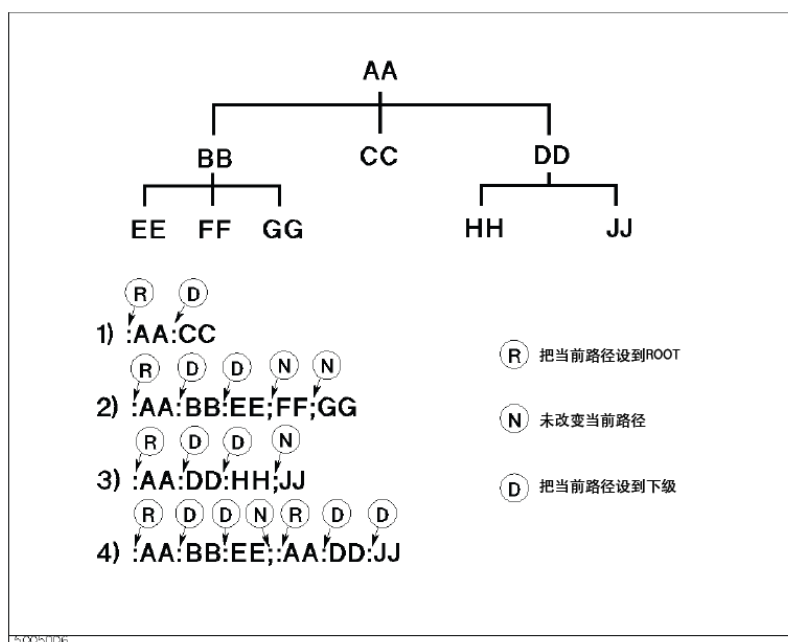 AA
BB CC DD
EE FF GG HH JJ
R D
1) :AA:CC
R D D N N
2) :AA:BB:EE;FF;GG
R D D N
3) :AA:DD:HH;JJ
R D D N R D D
4) :AA:BB:EE;:AA:DD:JJ
R 把当前路径设到ROOT
N 未改变当前路径
D 把当前路径设到下级